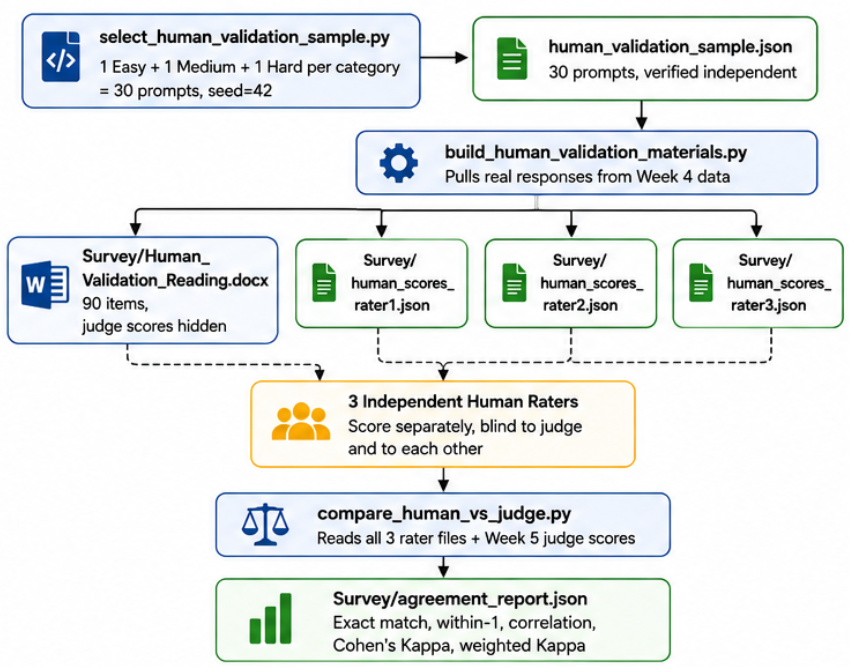 select_human_validation_sample.py
1 Easy + 1 Medium + 1 Hard per category
= 30 prompts, seed=42
human_validation_sample.json
30 prompts, verified independent
build_human_validation_materials.py
Pulls real responses from Week 4 data
Survey/Human_
Validation_Reading.docx
90 items,
judge scores hidden
Survey/
human_scores_
rater1.json
Survey/
human_scores_
rater2.json
Survey/
human_scores_
rater3.json
3 Independent Human Raters
Score separately, blind to judge
and to each other
compare_human_vs_judge.py
Reads all 3 rater files + Week 5 judge scores
Survey/agreement_report.json
Exact match, within-1, correlation,
Cohen's Kappa, weighted Kappa